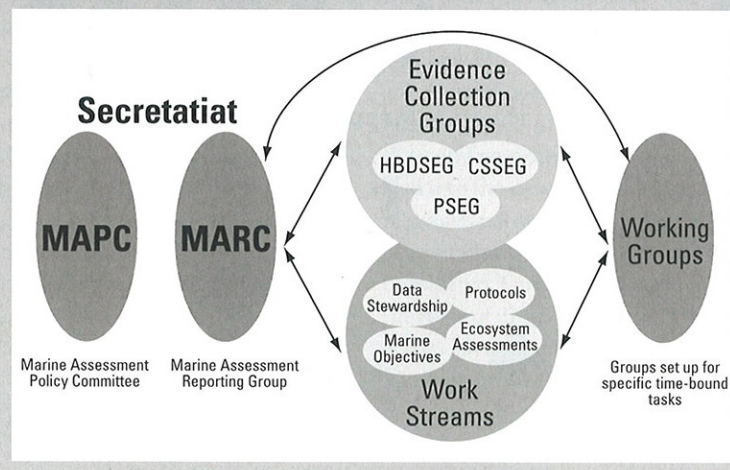 Secretatiat
MAPC
Marine Assessment
Policy Committee
MARC
Marine Assessment
Reporting Group
Evidence
Collection
Groups
HBDSEG
CSSEG
PSEG
Data
Stewardship
Protocols
Marine
Objectives
Ecosystem
Assessments
Work
Streams
Working
Groups
Groups set up for
specific time-bound
tasks